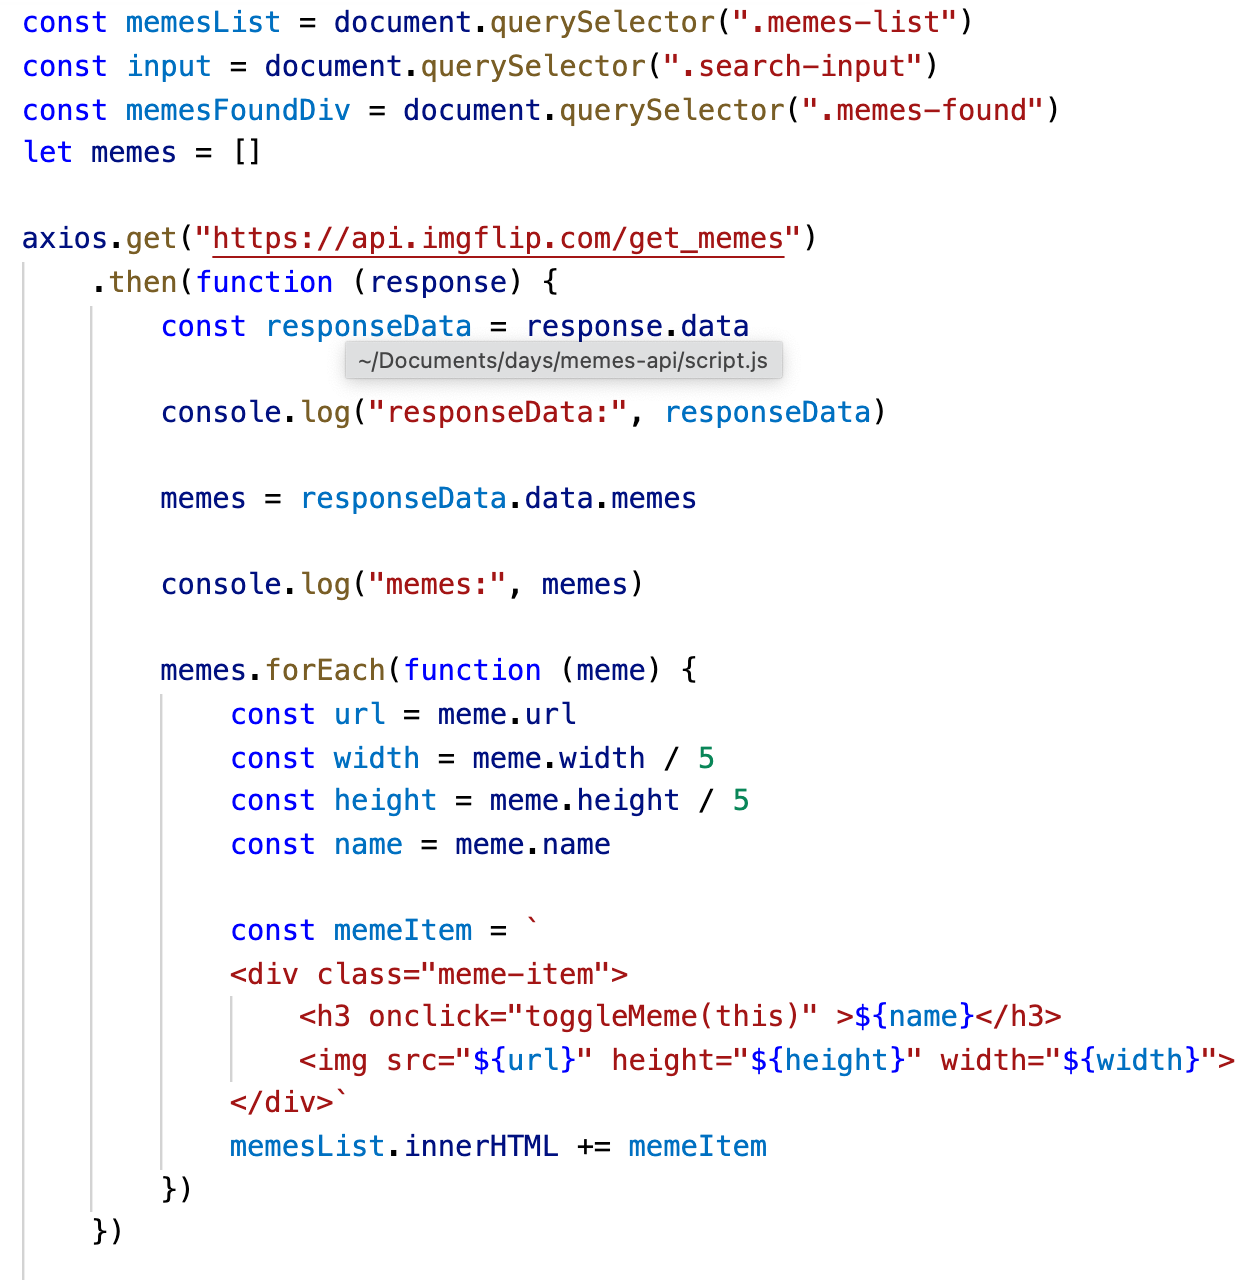 const memesList = document.querySelector(".memes-list")
const input = document.querySelector(".search-input")
const memesFoundDiv = document.querySelector(".memes-found")
let memes = []
axios.get("https://api.imgflip.com/get_memes")
.then(function (response) {
const responseData = response.data
~/Documents/days/memes-api/script.js
console.log("responseData:", responseData)
memes = responseData.data.memes
console.log("memes:", memes)
memes.forEach(function (meme) {
const url = meme.url
const width = meme.width / 5
const height = meme.height / 5
const name = meme.name
const memeItem = `
<div class="meme-item">
<h3 onclick="toggleMeme(this)" >${name}</h3>
<img src="${url}" height="${height}" width="${width}">
</div>`
memesList.innerHTML += memeItem
})
})